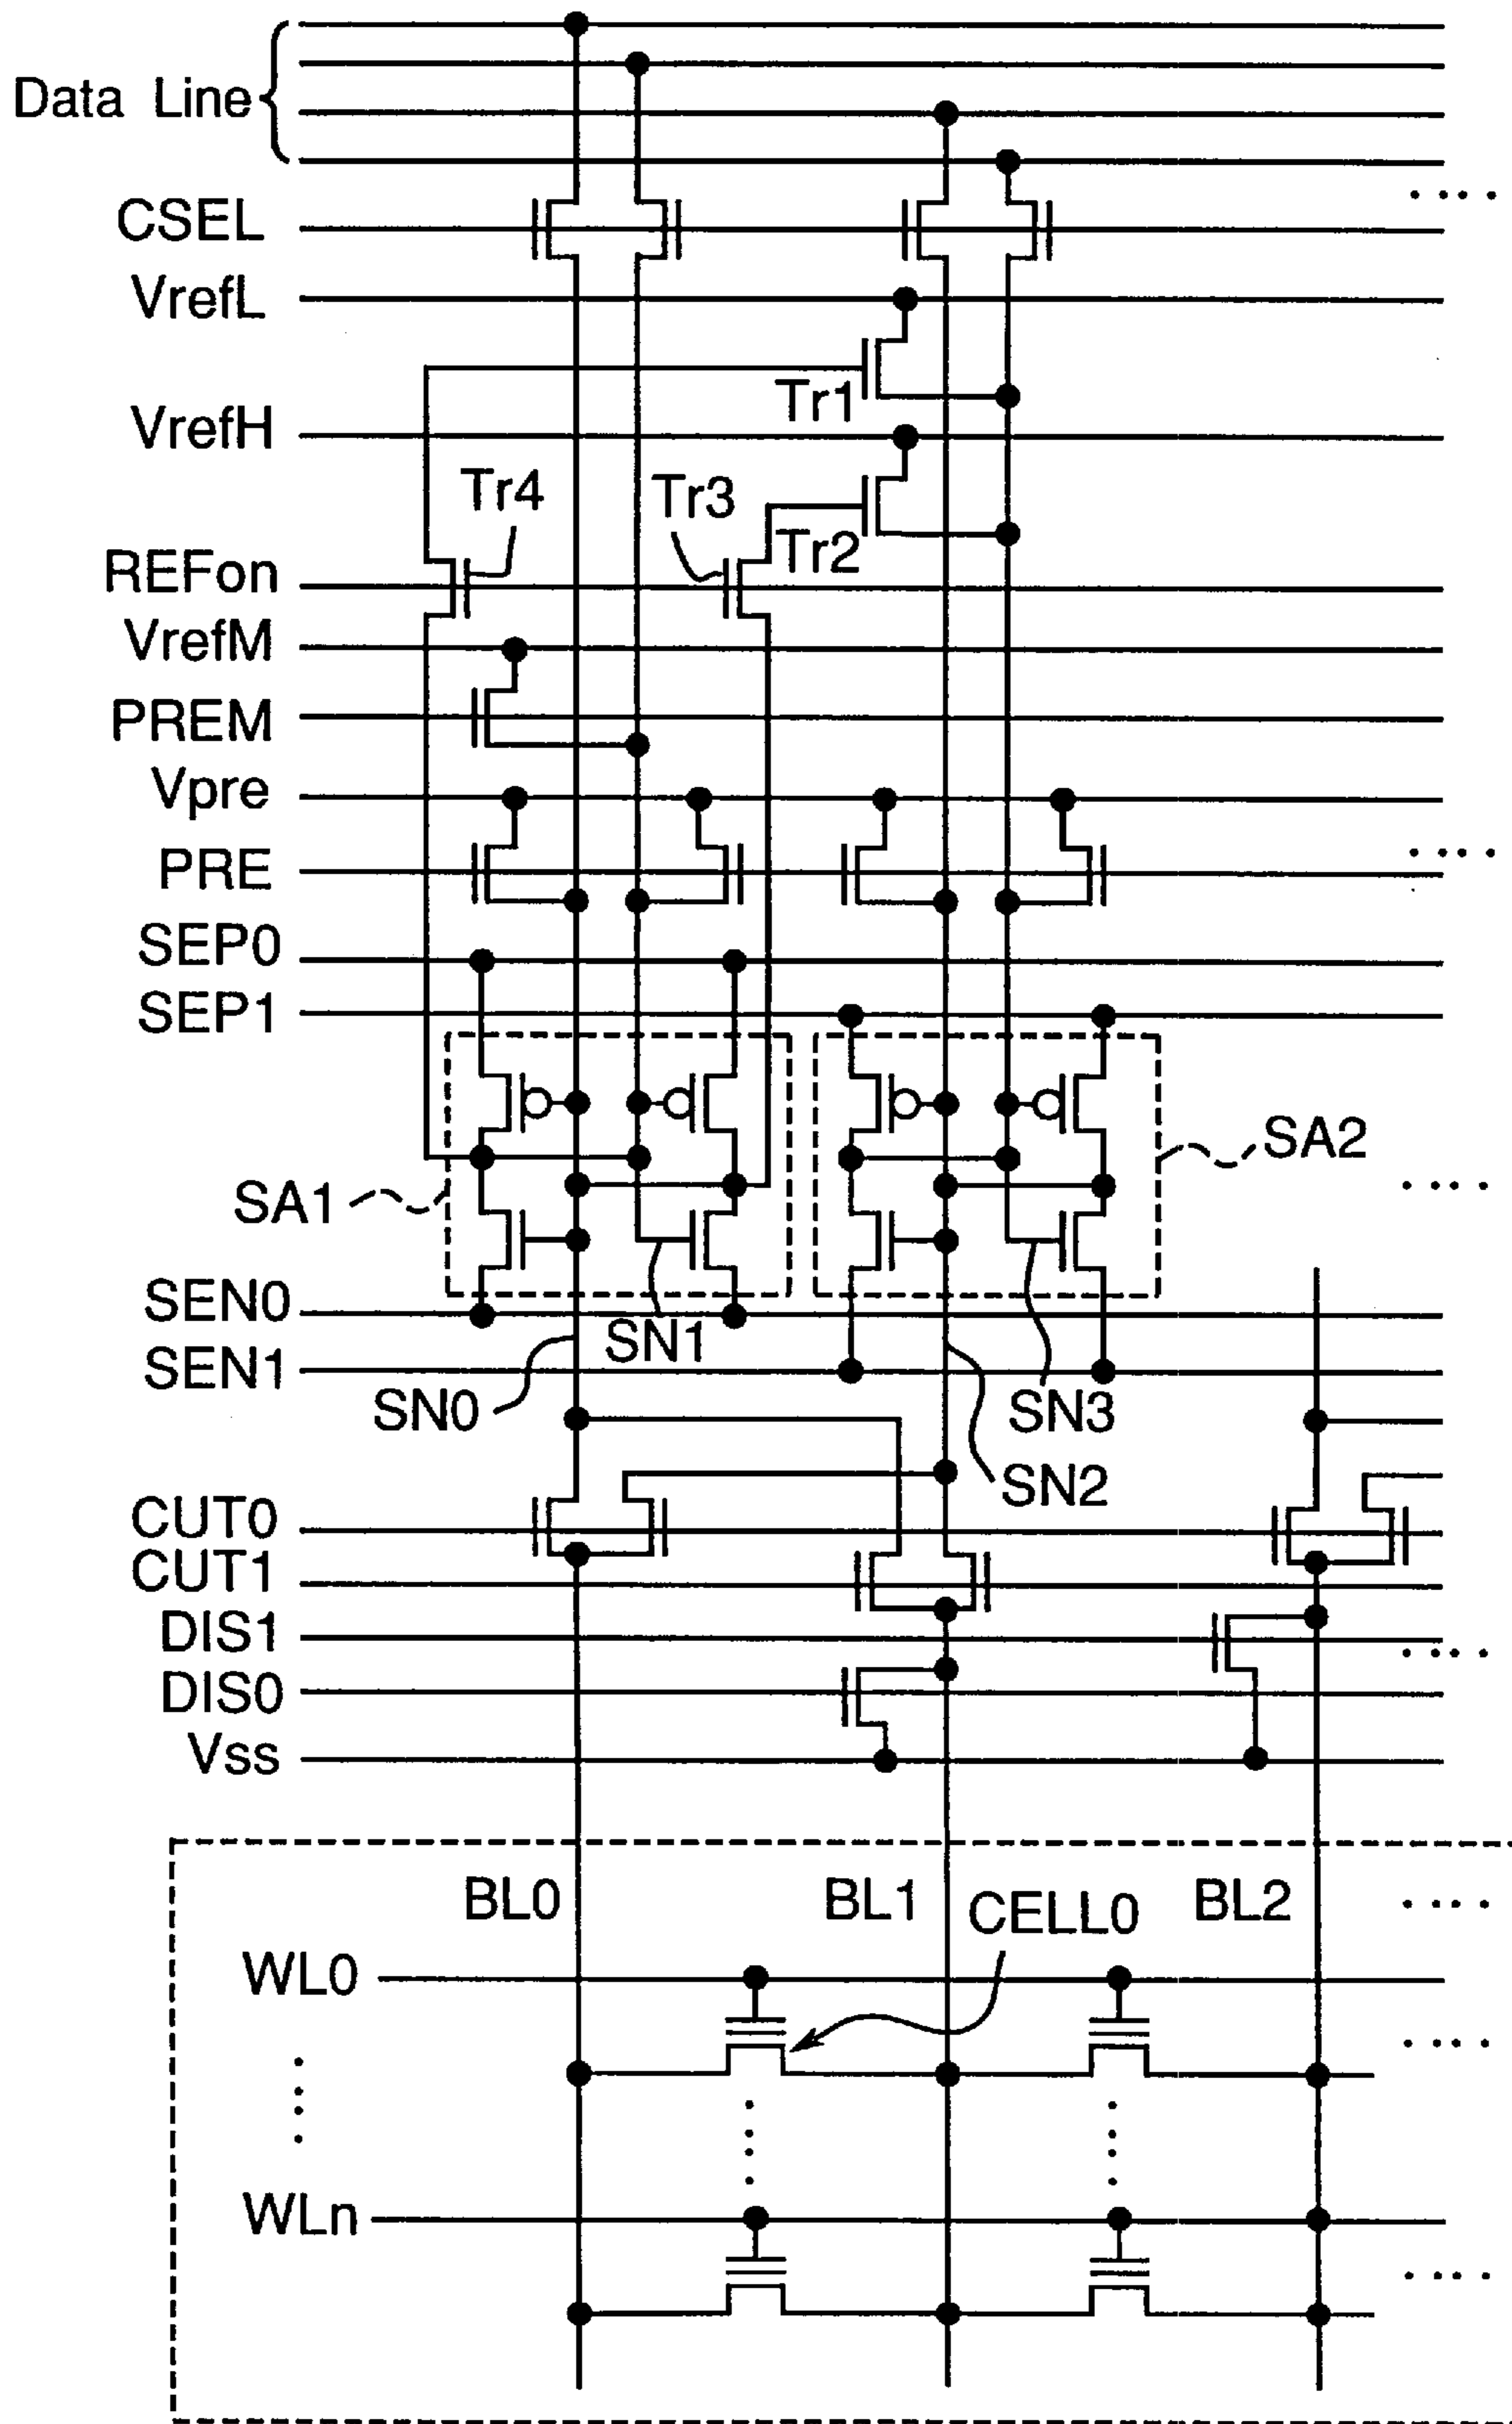 Data Line
CSEL
VrefL
Tr1
VrefH
Tr4
Tr3
Tr2
REFon
VrefM
PREM
Vpre
PRE
SEP0
SEP1
SA2
SA1
SEN0
SN1
SEN1
SN0
SN3
SN2
CUT0
CUT1
DIS1
DIS0
Vss
BL0
BL1
CELL0
BL2
WL0
WLn